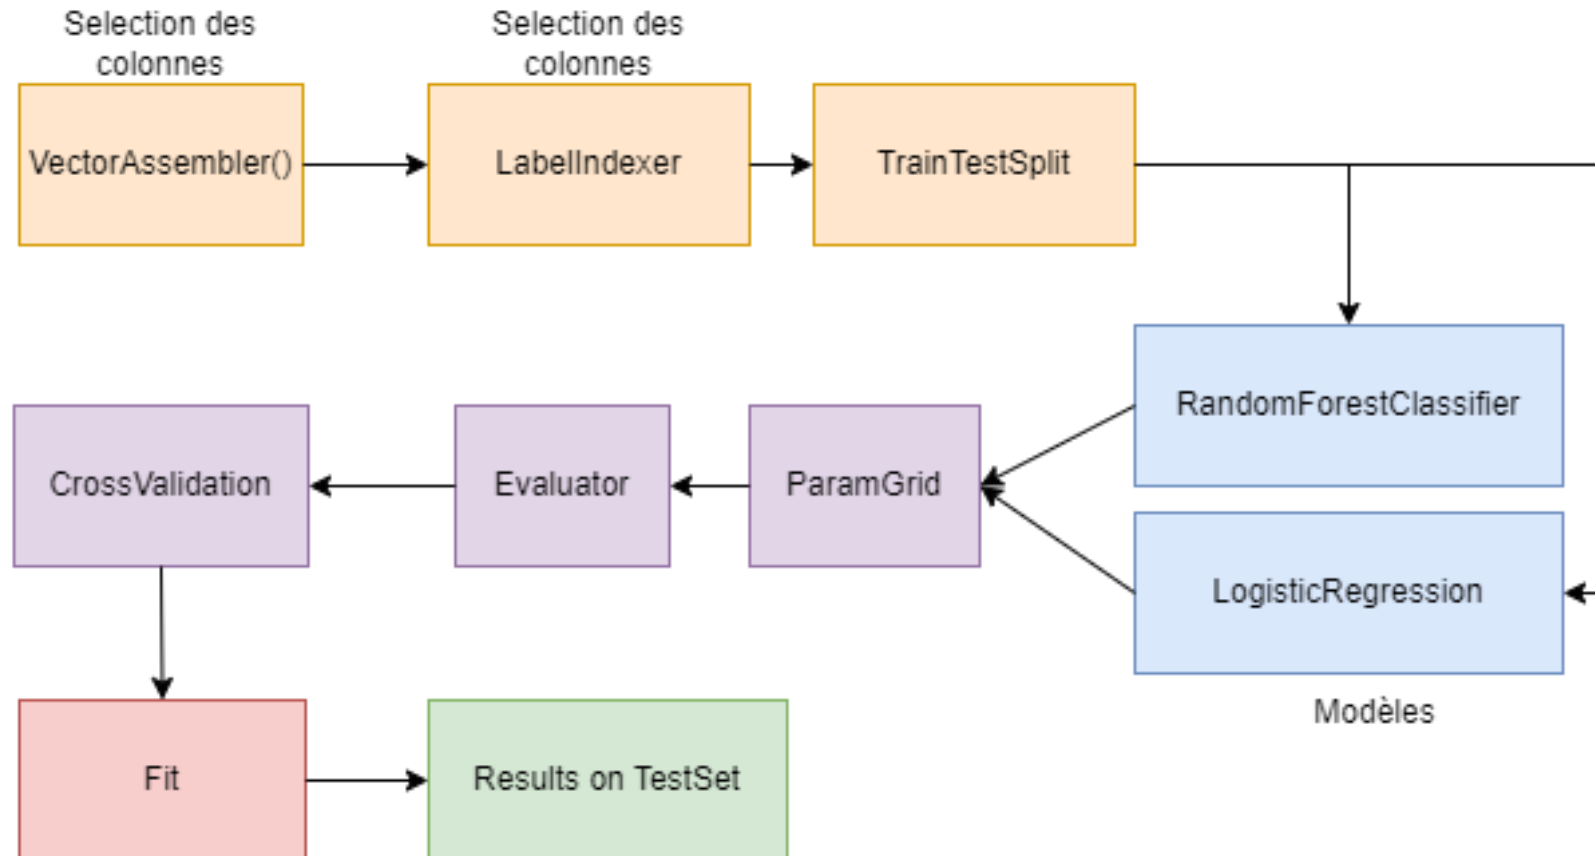 Selection des
colonnes
Selection des
colonnes
VectorAssembler()
LabelIndexer
TrainTestSplit
RandomForestClassifier
CrossValidation
Evaluator
ParamGrid
LogisticRegression
Modèles
Fit
Results on TestSet